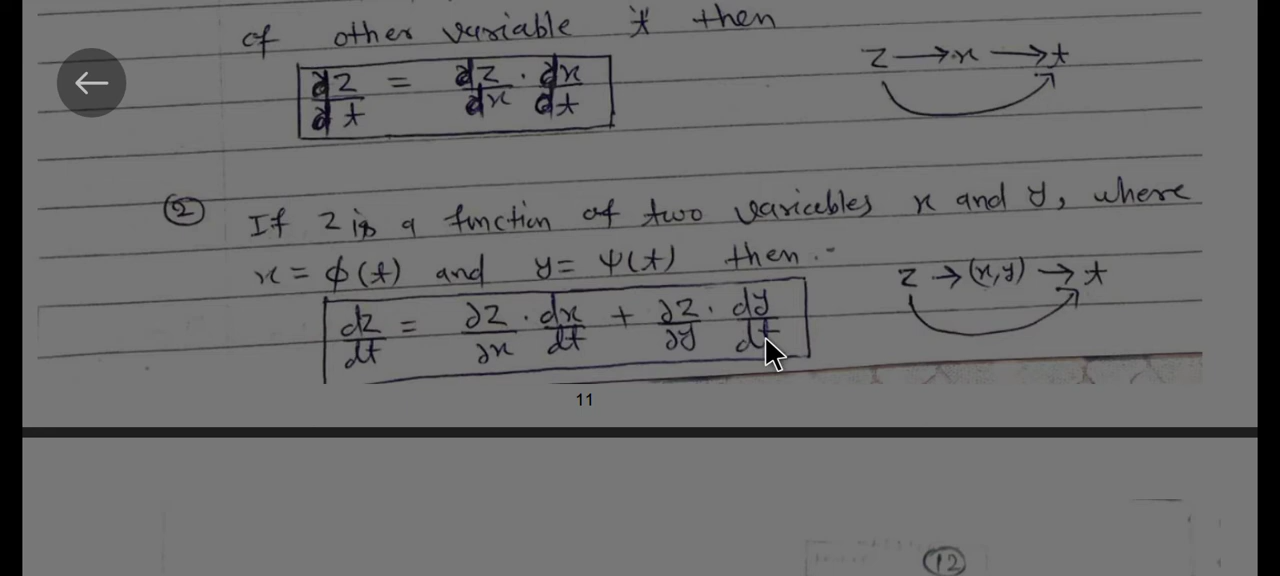 of other variable 't' then
dz/dt = dz/dx · dx/dt
z → x → t
② If z is a function of two variables x and y, where
x = φ(t) and y = ψ(t) then :-
z → (x,y) → t
dz/dt = ∂z/∂x · dx/dt + ∂z/∂y · dy/dt
11
12